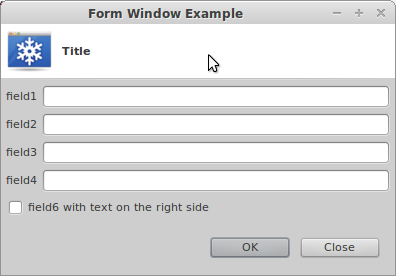 Form Window Example
Title
field1
field2
field3
field4
field6 with text on the right side
OK Close